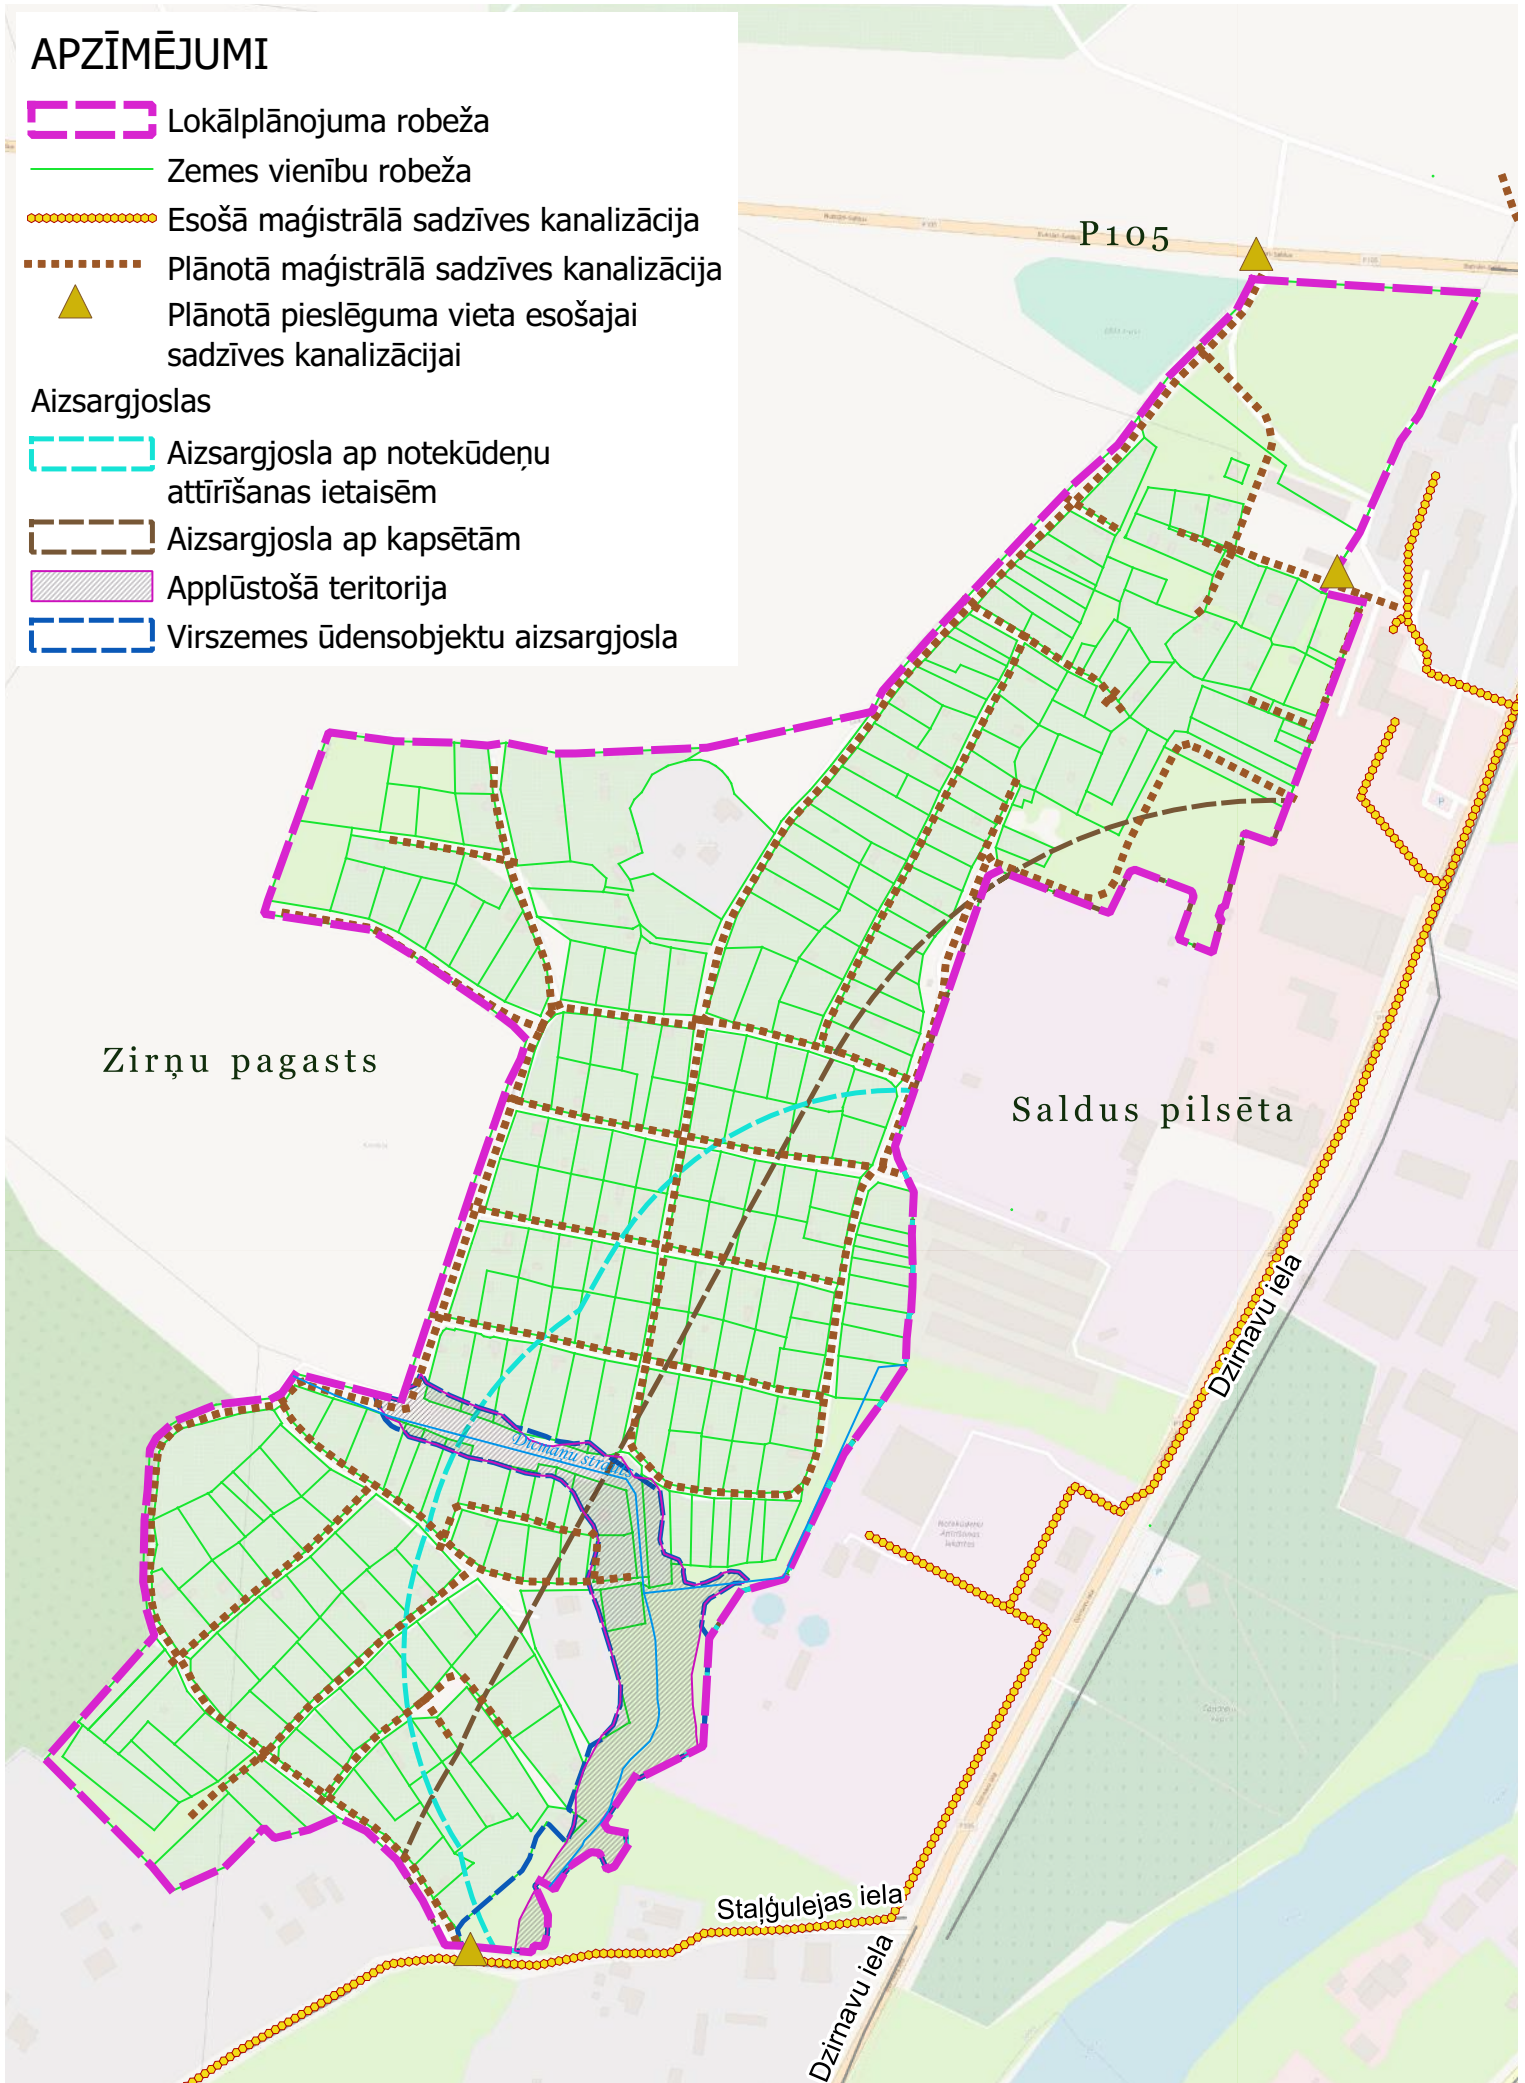 APZĪMĒJUMI
Lokālplānojuma robeža
Zemes vienību robeža
Esošā maģistrālā sadzīves kanalizācija
Plānotā maģistrālā sadzīves kanalizācija
Plānotā pieslēguma vieta esošajai
sadzīves kanalizācijai
Aizsargjoslas
Aizsargjosla ap notekūdeņu
attīrīšanas ietaisēm
Aizsargjosla ap kapsētām
Applūstošā teritorija
Virszemes ūdensobjektu aizsargjosla
P105
Zirņu pagasts
Saldus pilsēta
Dzirnavu iela
Staļģulejas iela
Dzirnavu iela